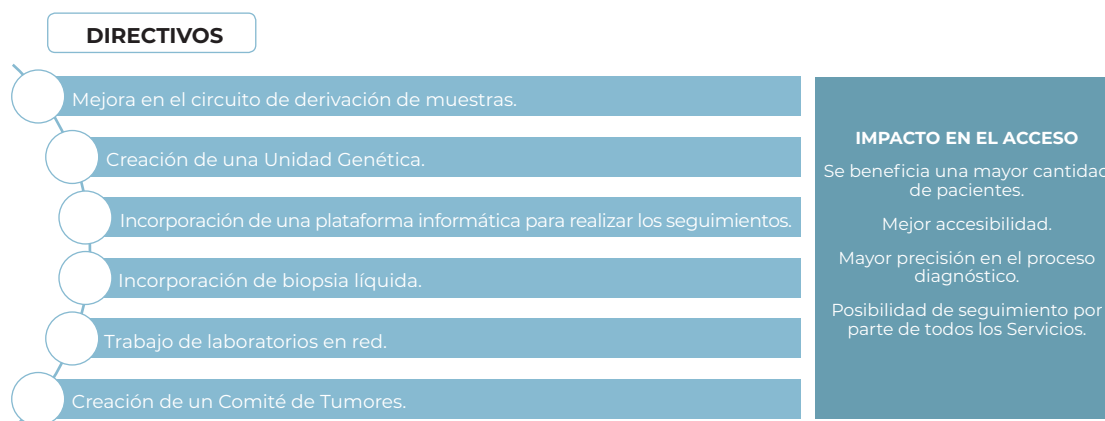 DIRECTIVOS
Mejora en el circuito de derivación de muestras.
Creación de una Unidad Genética.
Incorporación de una plataforma informática para realizar los seguimientos.
Incorporación de biopsia líquida.
Trabajo de laboratorios en red.
Creación de un Comité de Tumores.
IMPACTO EN EL ACCESO
Se beneficia una mayor cantidad
de pacientes.
Mejor accesibilidad.
Mayor precisión en el proceso
diagnóstico.
Posibilidad de seguimiento por
parte de todos los Servicios.